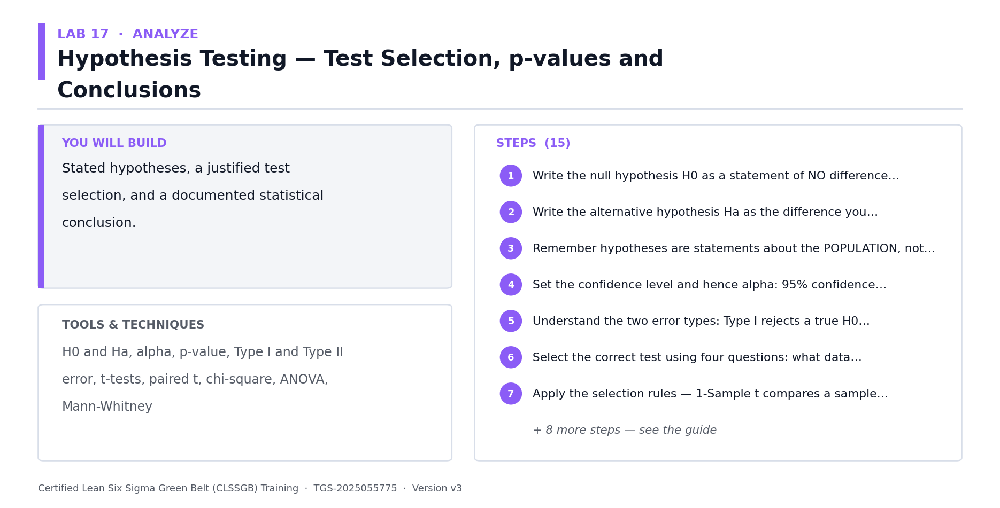 LAB 17 · ANALYZE
Hypothesis Testing — Test Selection, p-values and
Conclusions
YOU WILL BUILD
Stated hypotheses, a justified test
selection, and a documented statistical
conclusion.
TOOLS & TECHNIQUES
H0 and Ha, alpha, p-value, Type I and Type II
error, t-tests, paired t, chi-square, ANOVA,
Mann-Whitney
STEPS (15)
1 Write the null hypothesis H0 as a statement of NO difference…
2 Write the alternative hypothesis Ha as the difference you…
3 Remember hypotheses are statements about the POPULATION, not…
4 Set the confidence level and hence alpha: 95% confidence…
5 Understand the two error types: Type I rejects a true H0…
6 Select the correct test using four questions: what data…
7 Apply the selection rules — 1-Sample t compares a sample…
+ 8 more steps — see the guide
Certified Lean Six Sigma Green Belt (CLSSGB) Training · TGS-2025055775 · Version v3